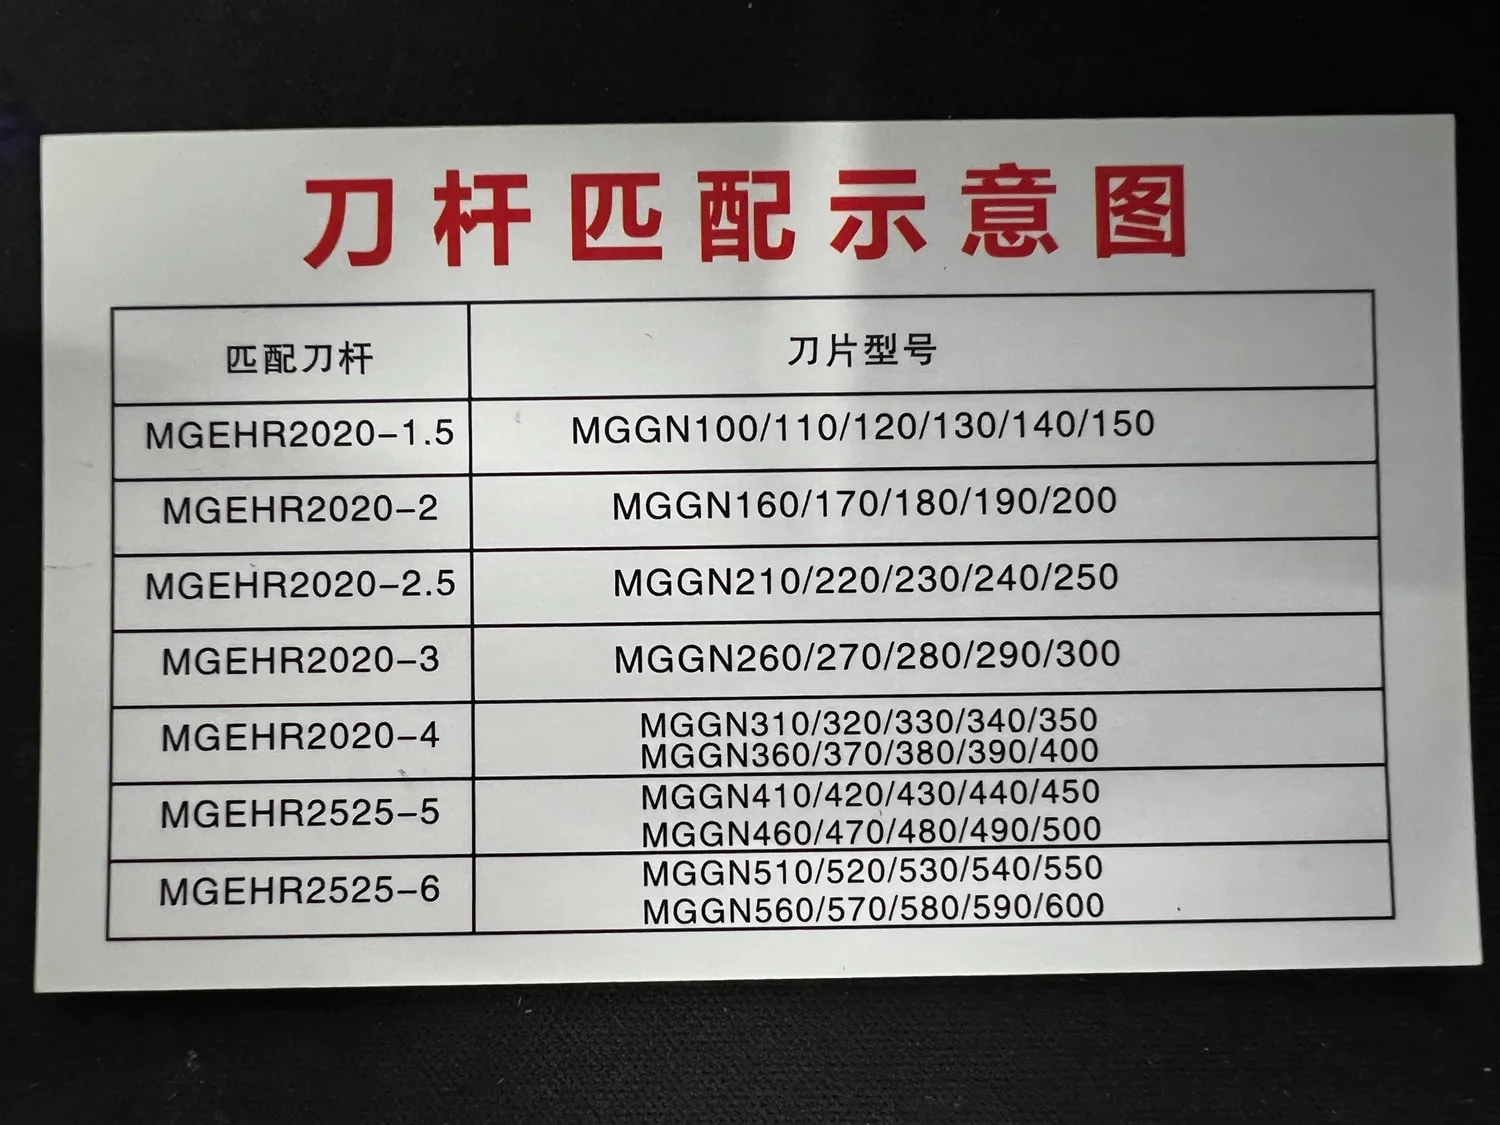 刀杆匹配示意图
匹配刀杆 刀片型号
MGEHR2020-1.5 MGGN100/110/120/130/140/150
MGEHR2020-2 MGGN160/170/180/190/200
MGEHR2020-2.5 MGGN210/220/230/240/250
MGEHR2020-3 MGGN260/270/280/290/300
MGEHR2020-4 MGGN310/320/330/340/350
MGGN360/370/380/390/400
MGEHR2525-5 MGGN410/420/430/440/450
MGGN460/470/480/490/500
MGEHR2525-6 MGGN510/520/530/540/550
MGGN560/570/580/590/600